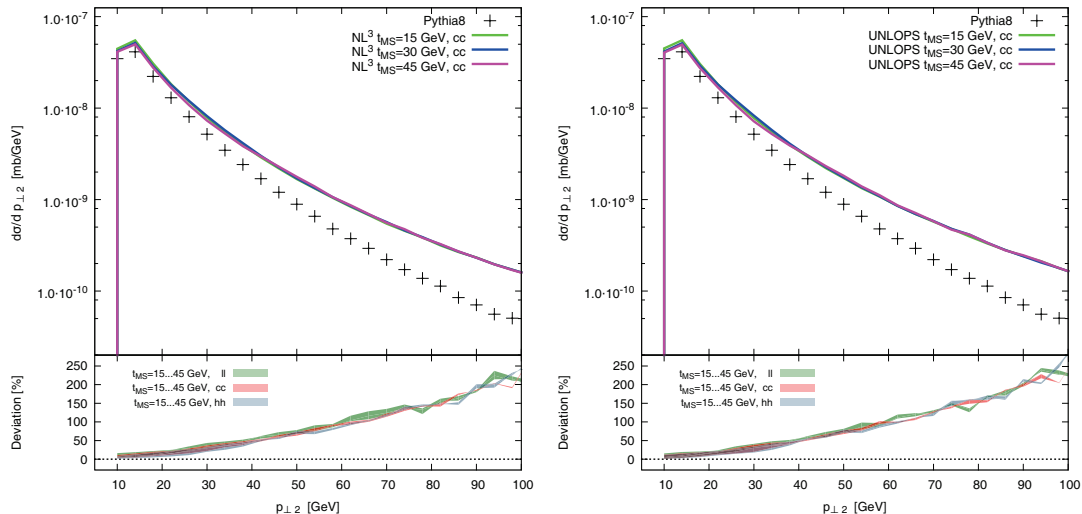 1.0·10⁻⁷
1.0·10⁻⁸
1.0·10⁻⁹
1.0·10⁻¹⁰
dσ/d p⊥2 [mb/GeV]
Pythia8
NL³ tMS=15 GeV, cc
NL³ tMS=30 GeV, cc
NL³ tMS=45 GeV, cc
250
200
150
100
50
0
Deviation [%]
tMS=15...45 GeV, ll
tMS=15...45 GeV, cc
tMS=15...45 GeV, hh
10 20 30 40 50 60 70 80 90 100
p⊥2 [GeV]
1.0·10⁻⁷
1.0·10⁻⁸
1.0·10⁻⁹
1.0·10⁻¹⁰
dσ/d p⊥2 [mb/GeV]
Pythia8
UNLOPS tMS=15 GeV, cc
UNLOPS tMS=30 GeV, cc
UNLOPS tMS=45 GeV, cc
250
200
150
100
50
0
Deviation [%]
tMS=15...45 GeV, ll
tMS=15...45 GeV, cc
tMS=15...45 GeV, hh
10 20 30 40 50 60 70 80 90 100
p⊥2 [GeV]